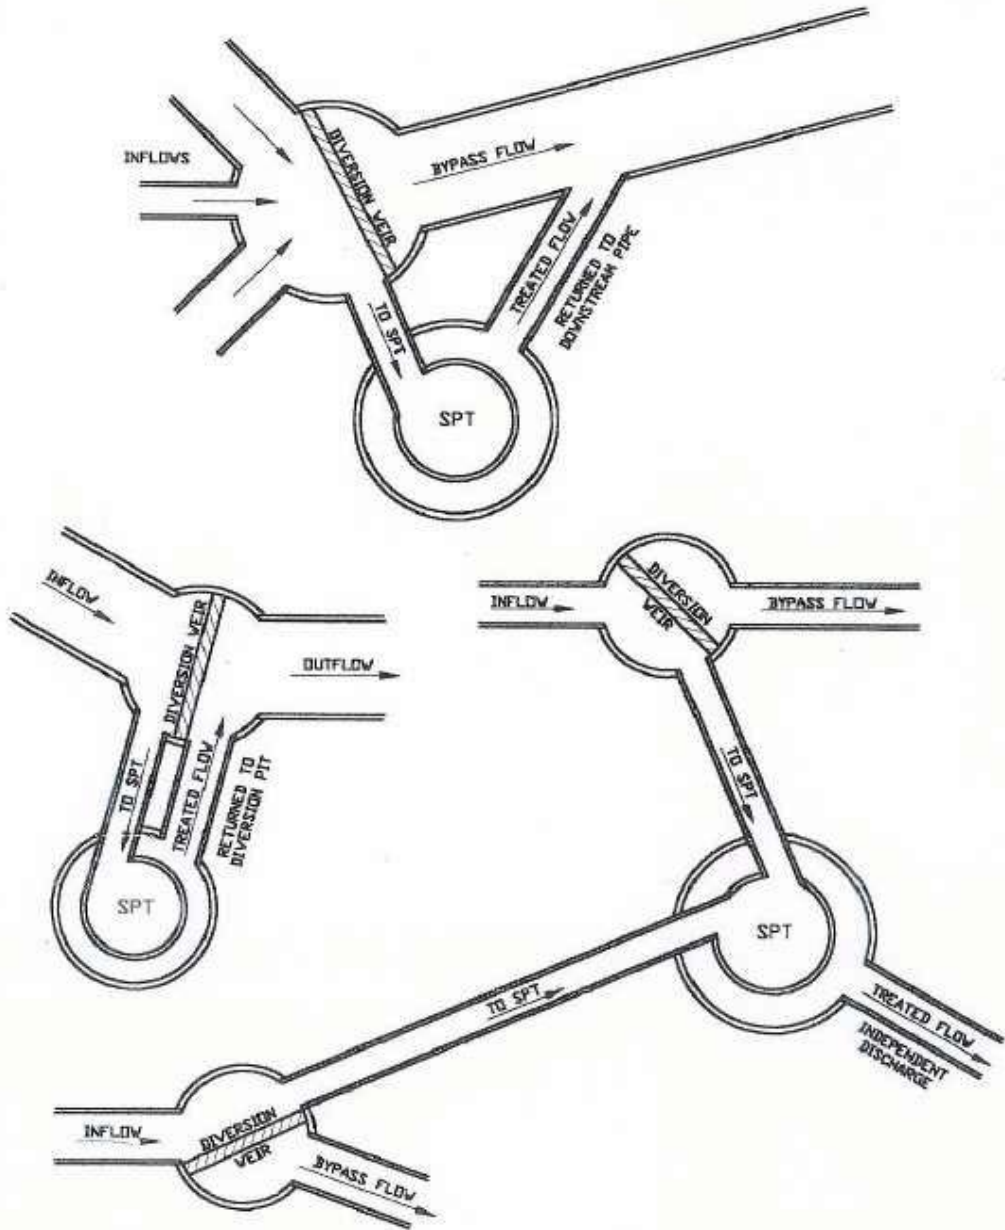 INFLOWS
DIVERSION WEIR
BYPASS FLOW
TO SPT
TREATED FLOW
RETURNED TO
DOWNSTREAM PIPE
SPT
INFLOW
DIVERSION WEIR
OUTFLOW
TO SPT
TREATED FLOW
RETURNED TO
DIVERSION PIT
SPT
INFLOW
DIVERSION
WEIR
BYPASS FLOW
TO SPT
SPT
TO SPT
TREATED FLOW
INDEPENDENT
DISCHARGE
INFLOW
DIVERSION
WEIR
BYPASS FLOW